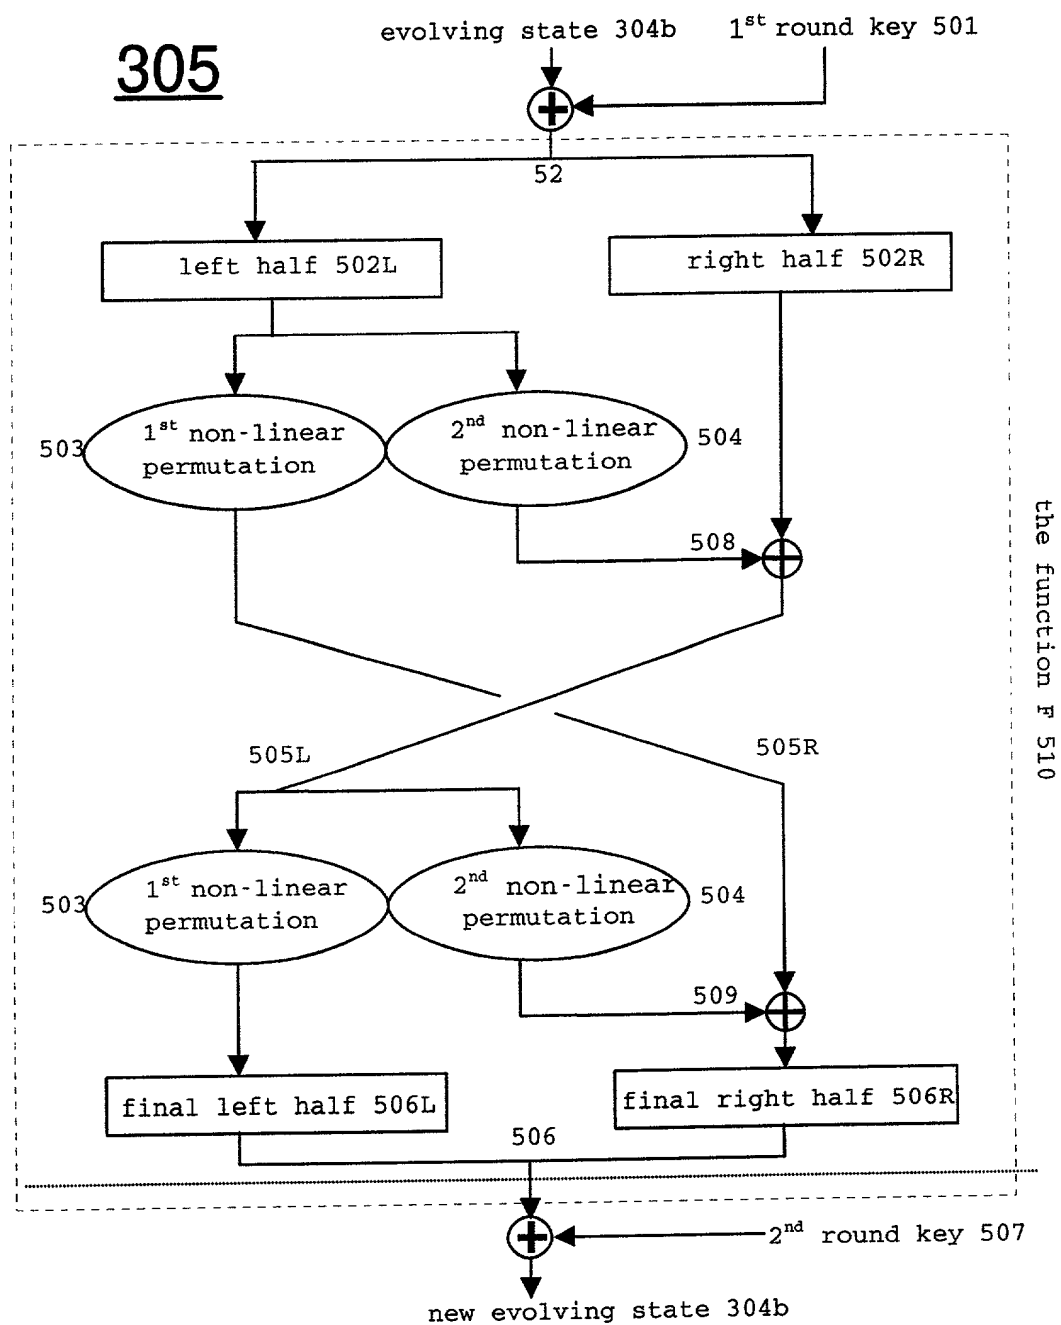 305
evolving state 304b
1st round key 501
52
left half 502L
right half 502R
503
1st non-linear
permutation
2nd non-linear
permutation
504
508
the function F 510
505L
505R
503
1st non-linear
permutation
2nd non-linear
permutation
504
509
final left half 506L
final right half 506R
506
2nd round key 507
new evolving state 304b